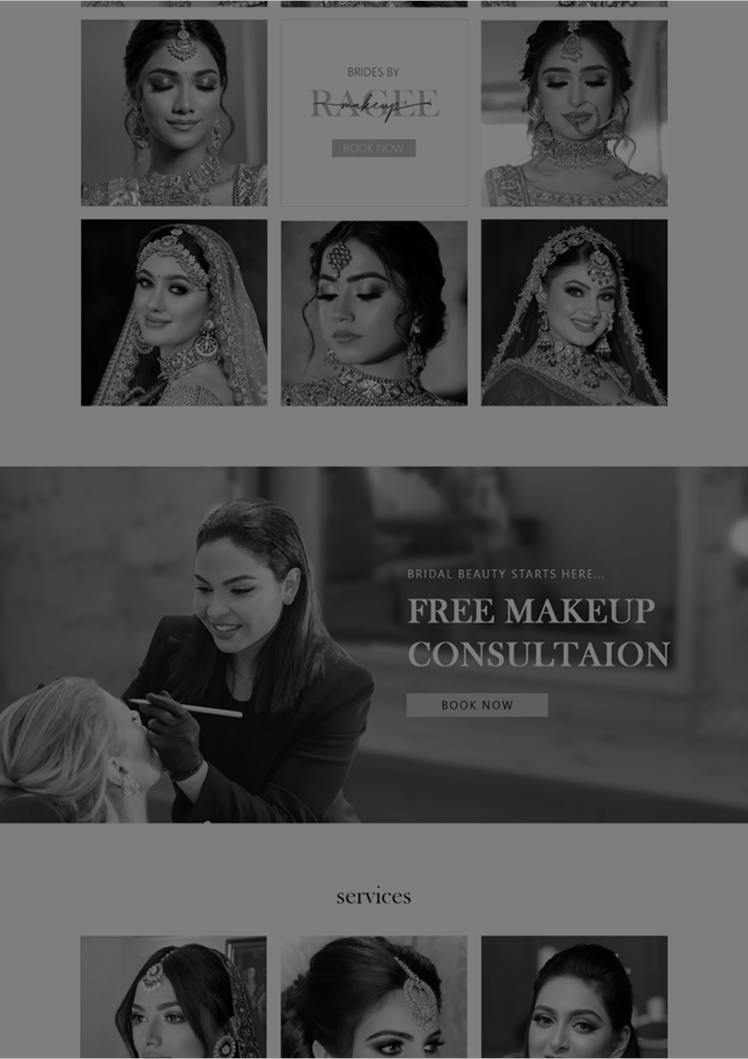 BRIDES BY
RAGEE
makeup
BOOK NOW
BRIDAL BEAUTY STARTS HERE...
FREE MAKEUP
CONSULTAION
BOOK NOW
services